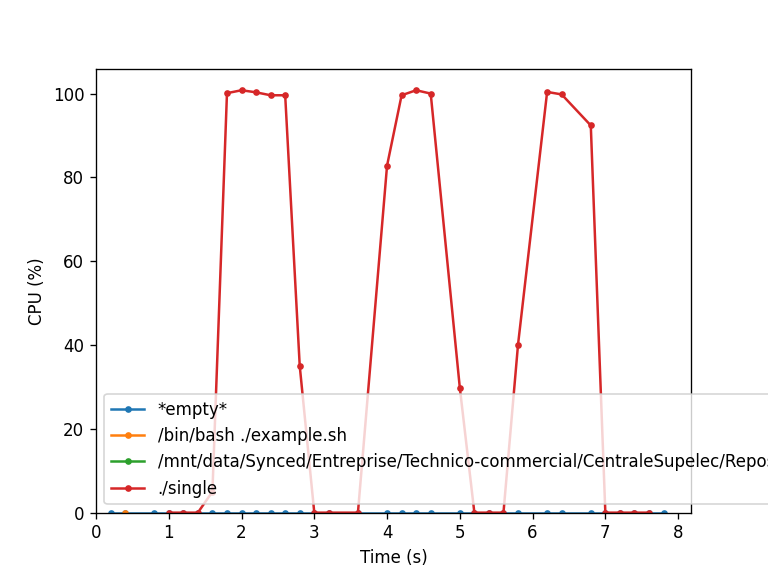 100
80
60
40
20
0
CPU (%)
*empty*
/bin/bash ./example.sh
/mnt/data/Synced/Entreprise/Technico-commercial/CentraleSupelec/Repos
./single
0 1 2 3 4 5 6 7 8
Time (s)